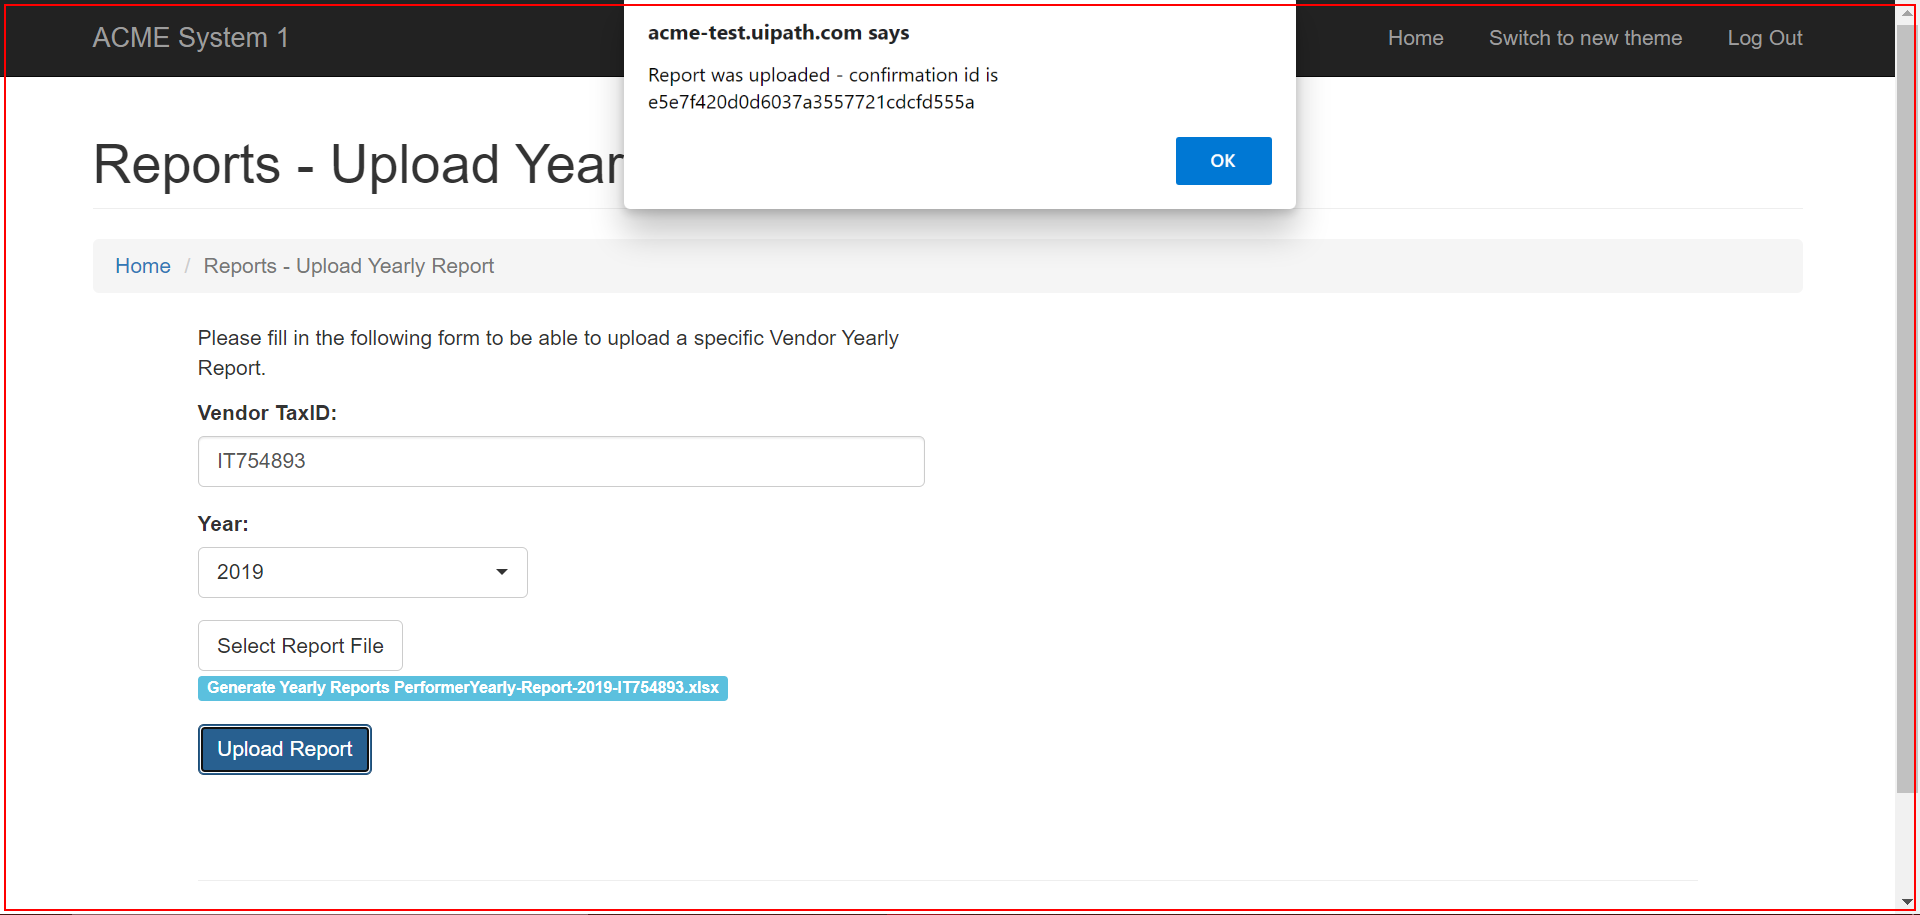 ACME System 1
Home
Switch to new theme
Log Out
acme-test.uipath.com says
Report was uploaded - confirmation id is
e5e7f420d0d6037a3557721cdcfd555a
OK
Reports - Upload Year
Home / Reports - Upload Yearly Report
Please fill in the following form to be able to upload a specific Vendor Yearly
Report.
Vendor TaxID:
IT754893
Year:
2019
Select Report File
Generate Yearly Reports PerformerYearly-Report-2019-IT754893.xlsx
Upload Report